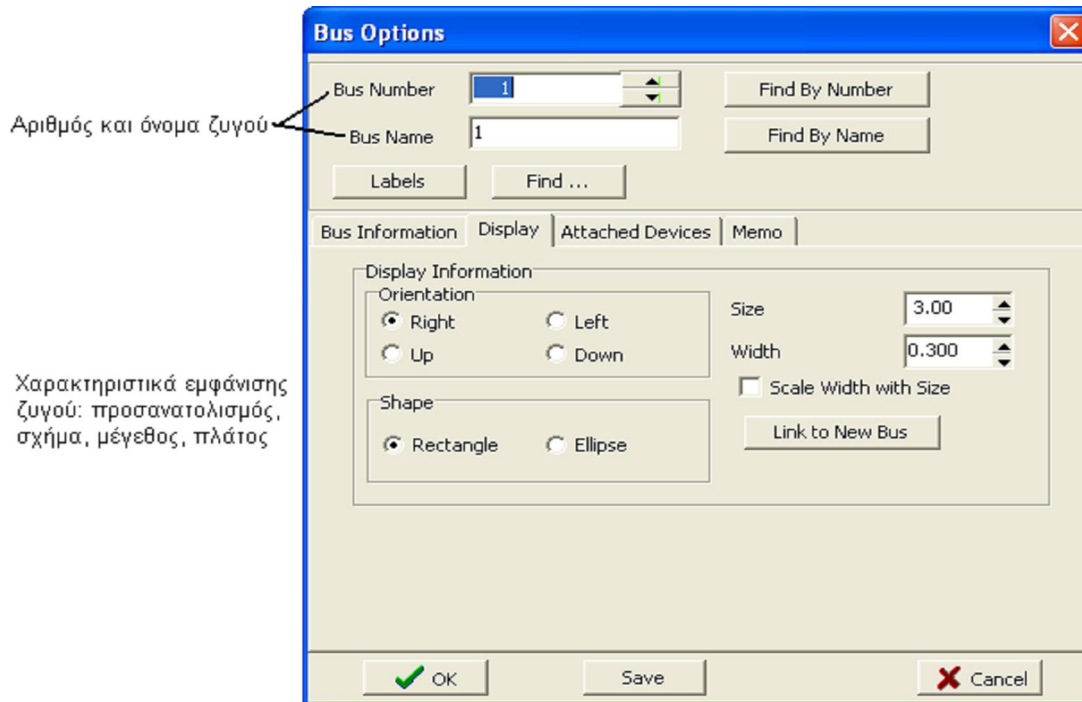 Bus Options
Αριθμός και όνομα ζυγού
Bus Number 1 Find By Number
Bus Name 1 Find By Name
Labels Find ...
Bus Information Display Attached Devices Memo
Display Information
Orientation
Right Left
Up Down
Size 3.00
Width 0.300
Scale Width with Size
Link to New Bus
Shape
Rectangle Ellipse
Χαρακτηριστικά εμφάνισης
ζυγού: προσανατολισμός,
σχήμα, μέγεθος, πλάτος
OK Save Cancel